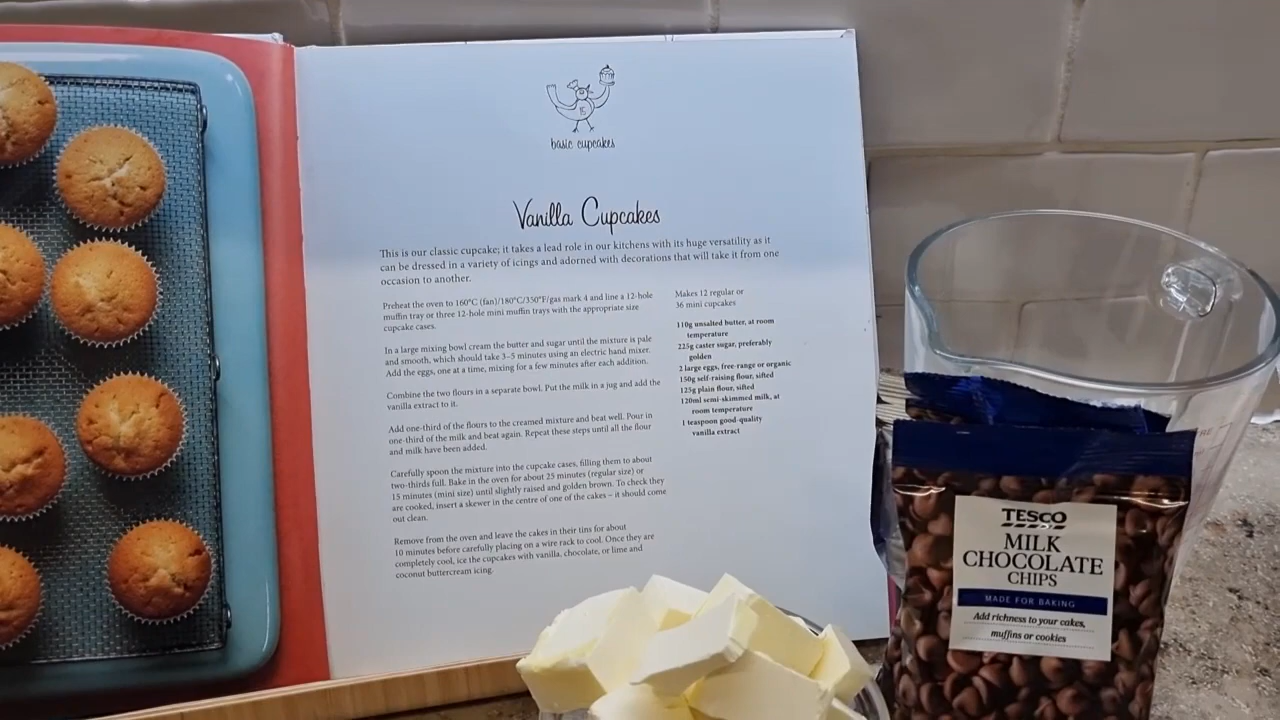 15
basic cupcakes
Vanilla Cupcakes
This is our classic cupcake; it takes a lead role in our kitchens with its huge versatility as it
can be dressed in a variety of icings and adorned with decorations that will take it from one
occasion to another.
Preheat the oven to 160°C (fan)/180°C/350°F/gas mark 4 and line a 12-hole
muffin tray or three 12-hole mini muffin trays with the appropriate size
cupcake cases.
In a large mixing bowl cream the butter and sugar until the mixture is pale
and smooth, which should take 3–5 minutes using an electric hand mixer.
Add the eggs, one at a time, mixing for a few minutes after each addition.
Combine the two flours in a separate bowl. Put the milk in a jug and add the
vanilla extract to it.
Add one-third of the flours to the creamed mixture and beat well. Pour in
one-third of the milk and beat again. Repeat these steps until all the flour
and milk have been added.
Carefully spoon the mixture into the cupcake cases, filling them to about
two-thirds full. Bake in the oven for about 25 minutes (regular size) or
15 minutes (mini size) until slightly raised and golden brown. To check they
are cooked, insert a skewer in the centre of one of the cakes – it should come
out clean.
Remove from the oven and leave the cakes in their tins for about
10 minutes before carefully placing on a wire rack to cool. Once they are
completely cool, ice the cupcakes with vanilla, chocolate, or lime and
coconut buttercream icing.
Makes 12 regular or
36 mini cupcakes
110g unsalted butter, at room
temperature
225g caster sugar, preferably
golden
2 large eggs, free-range or organic
150g self-raising flour, sifted
125g plain flour, sifted
120ml semi-skimmed milk, at
room temperature
1 teaspoon good-quality
vanilla extract
TESCO
MILK
CHOCOLATE
CHIPS
MADE FOR BAKING
Add richness to your cakes,
muffins or cookies